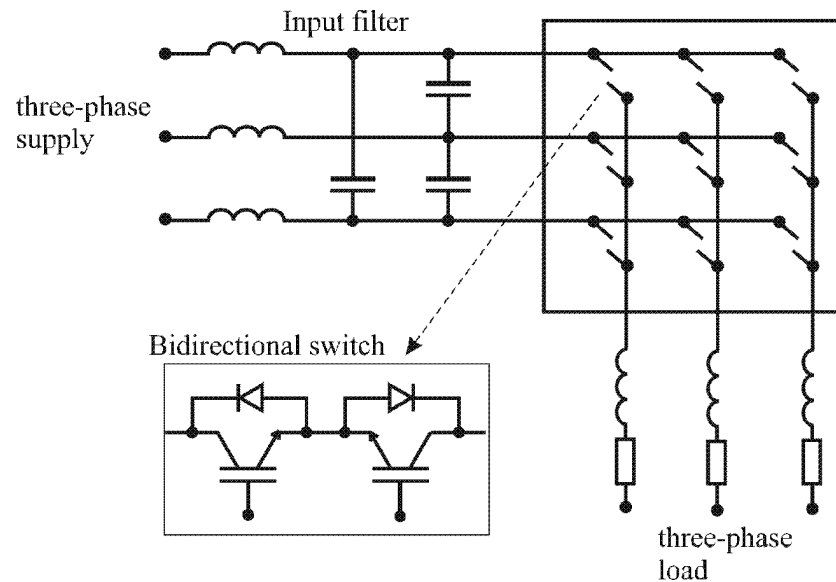 Input filter
three-phase
supply
Bidirectional switch
three-phase
load